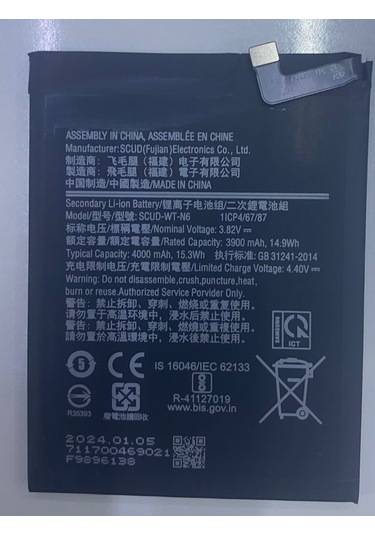 ASSEMBLY IN CHINA, ASSEMBLÉE EN CHINE
Manufacturer:SCUD(Fujian)Electronics Co., Ltd.
制造商：飞毛腿（福建）电子有限公司
製造商：飛毛腿（福建）電子有限公司
中国制造/中國製造/MADE IN CHINA
Secondary Li-ion Battery/锂离子电池组/二次鋰電池組
Model/型号/型號:SCUD-WT-N6 1ICP4/67/87
标称电压/標稱電壓/Nominal Voltage: 3.82V
额定容量/額定容量/Rated Capacity: 3900 mAh, 14.9Wh
Typical Capacity: 4000 mAh, 15.3Wh 执行标准: GB 31241-2014
充电限制电压/充電限制電壓/Limited Charge Voltage: 4.40V
Warning: Do not disassemble,crush,puncture,heat,
burn or reuse.Authorized Service Porvider Only.
警告：禁止拆卸、穿刺、燃烧或重复使用。
请勿置于高温环境中，浸水后禁止使用。
警告：禁止拆卸、穿刺、燃燒或重復使用。
請勿置於高溫環境中，浸水後禁止使用。
SAMSUNG
ICT
5
R38393
廢電池請回收
IS 16046/IEC 62133
R-41127019
www.bis.gov.in
2024.01.05
711700469021
F9896138